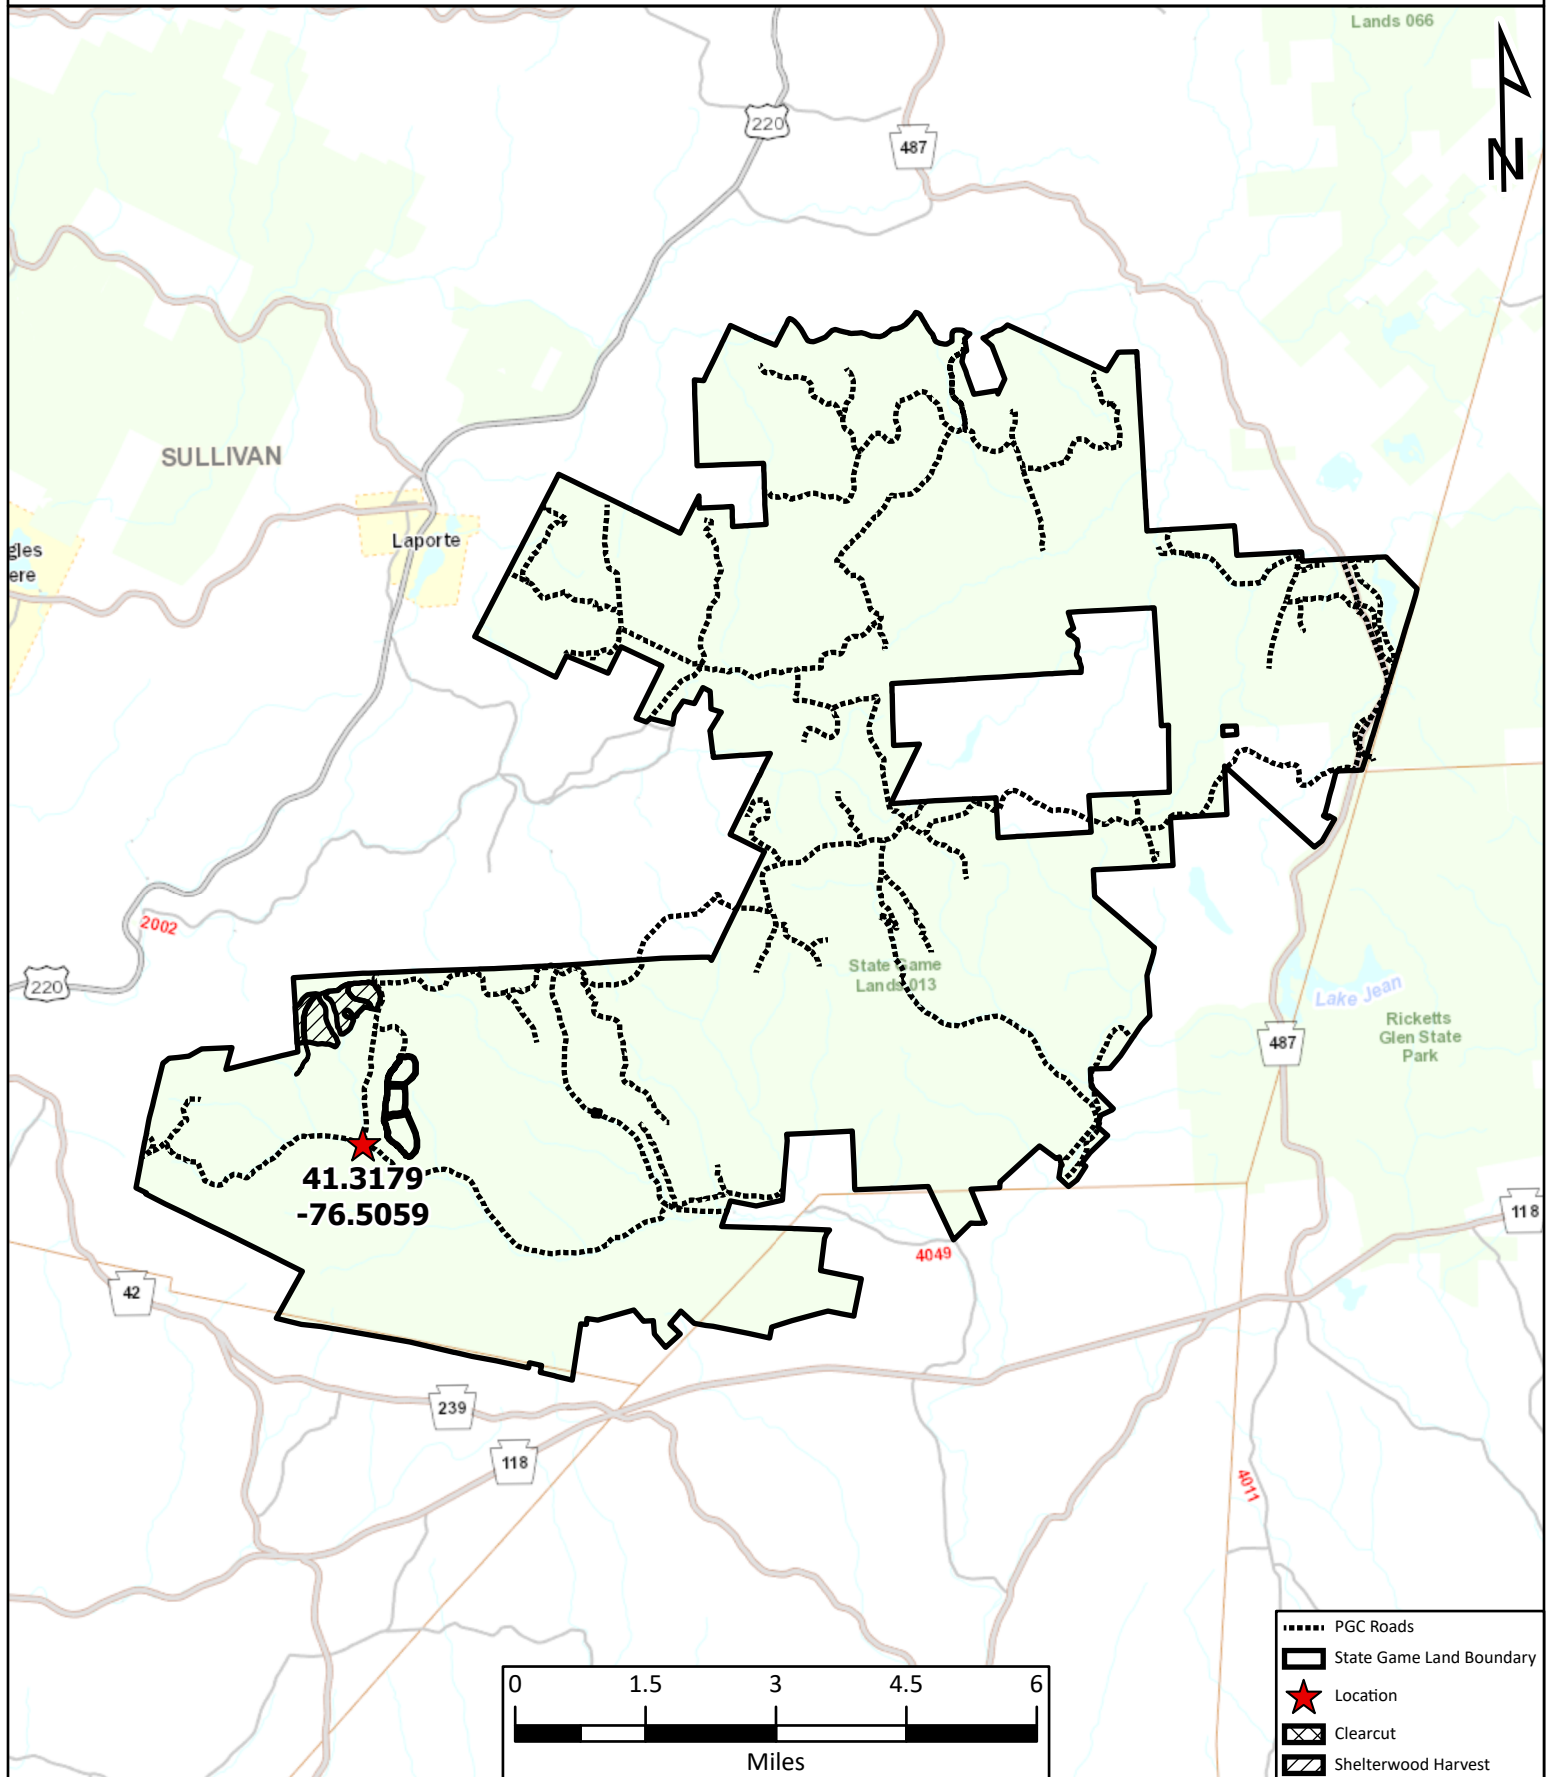 Lands 066
N
220
487
SULLIVAN
Laporte
gles
ere
2002
220
State Game
Lands 013
Lake Jean
Ricketts
Glen State
Park
487
41.3179
-76.5059
118
4049
42
239
118
4011
0 1.5 3 4.5 6
Miles
PGC Roads
State Game Land Boundary
Location
Clearcut
Shelterwood Harvest